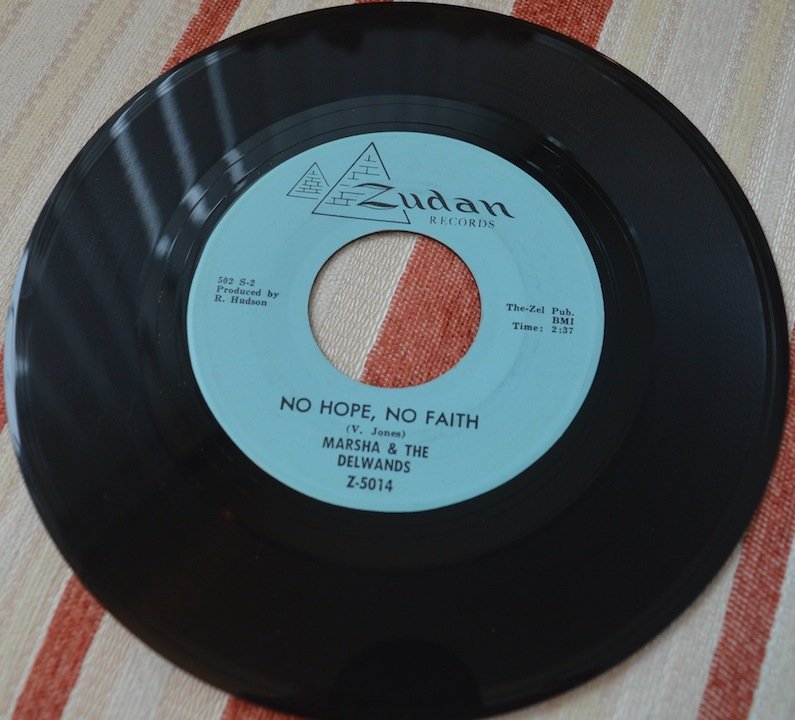 Zudan
RECORDS
502 S-2
Produced by
R. Hudson
The-Zel Pub.
BMI
Time: 2:37
NO HOPE, NO FAITH
(V. Jones)
MARSHA & THE
DELWANDS
Z-5014